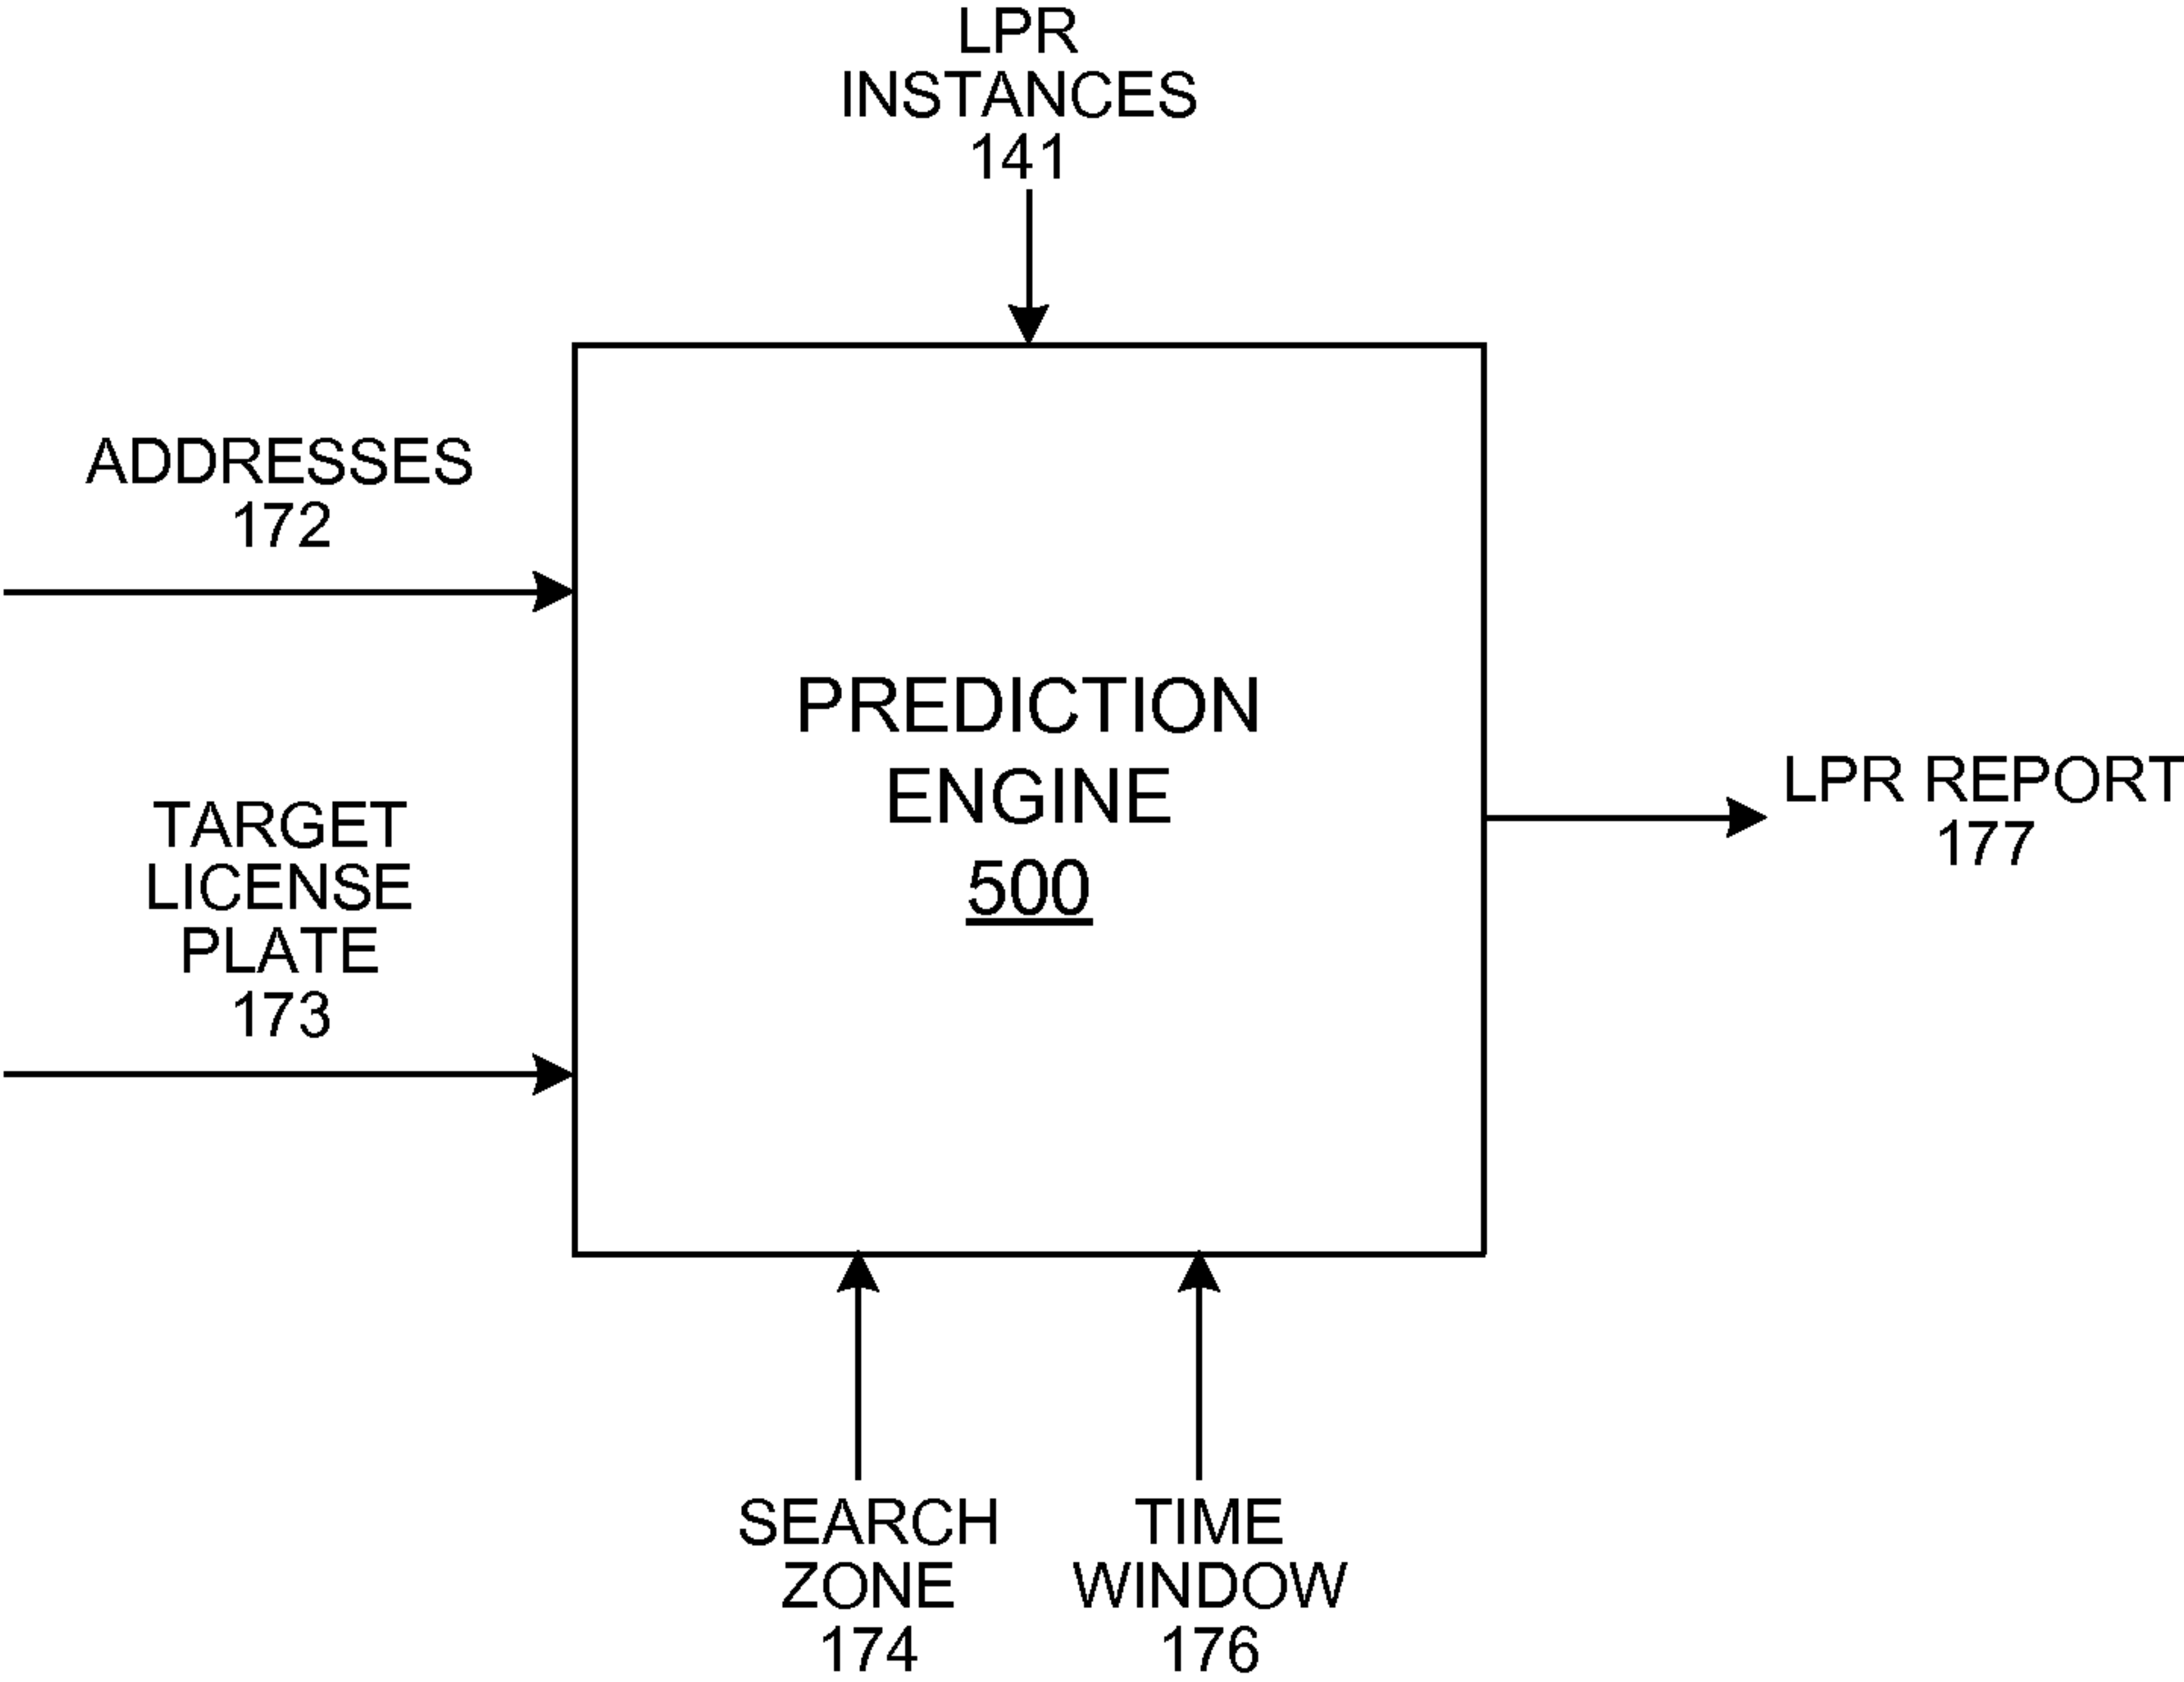 LPR
INSTANCES
141
ADDRESSES
172
PREDICTION
ENGINE
500
TARGET
LICENSE
PLATE
173
LPR REPORT
177
SEARCH
ZONE
174
TIME
WINDOW
176